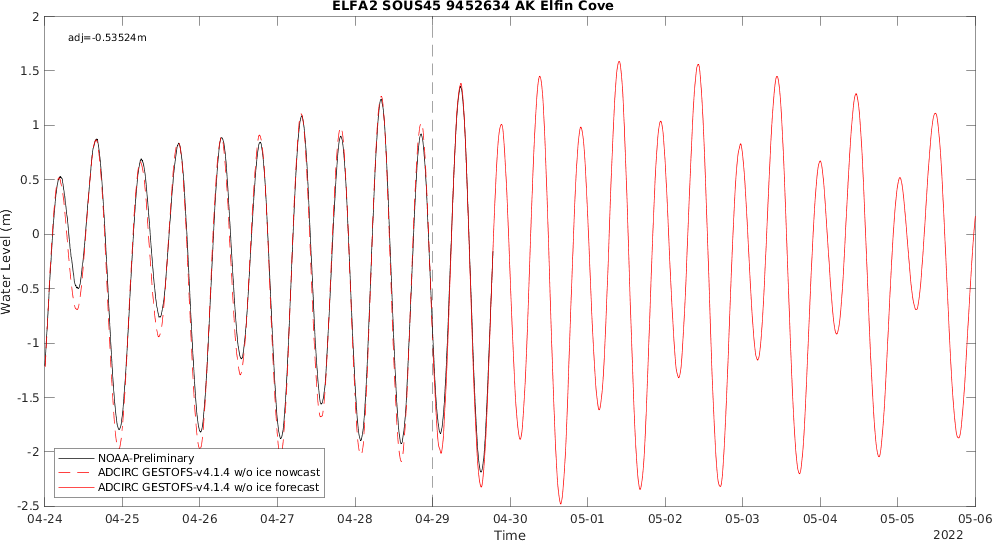 ELFA2 SOUS45 9452634 AK Elfin Cove
adj=-0.53524m
Water Level (m)
2
1.5
1
0.5
0
-0.5
-1
-1.5
-2
-2.5
NOAA-Preliminary
ADCIRC GESTOFS-v4.1.4 w/o ice nowcast
ADCIRC GESTOFS-v4.1.4 w/o ice forecast
04-24 04-25 04-26 04-27 04-28 04-29 04-30 05-01 05-02 05-03 05-04 05-05 05-06
Time
2022